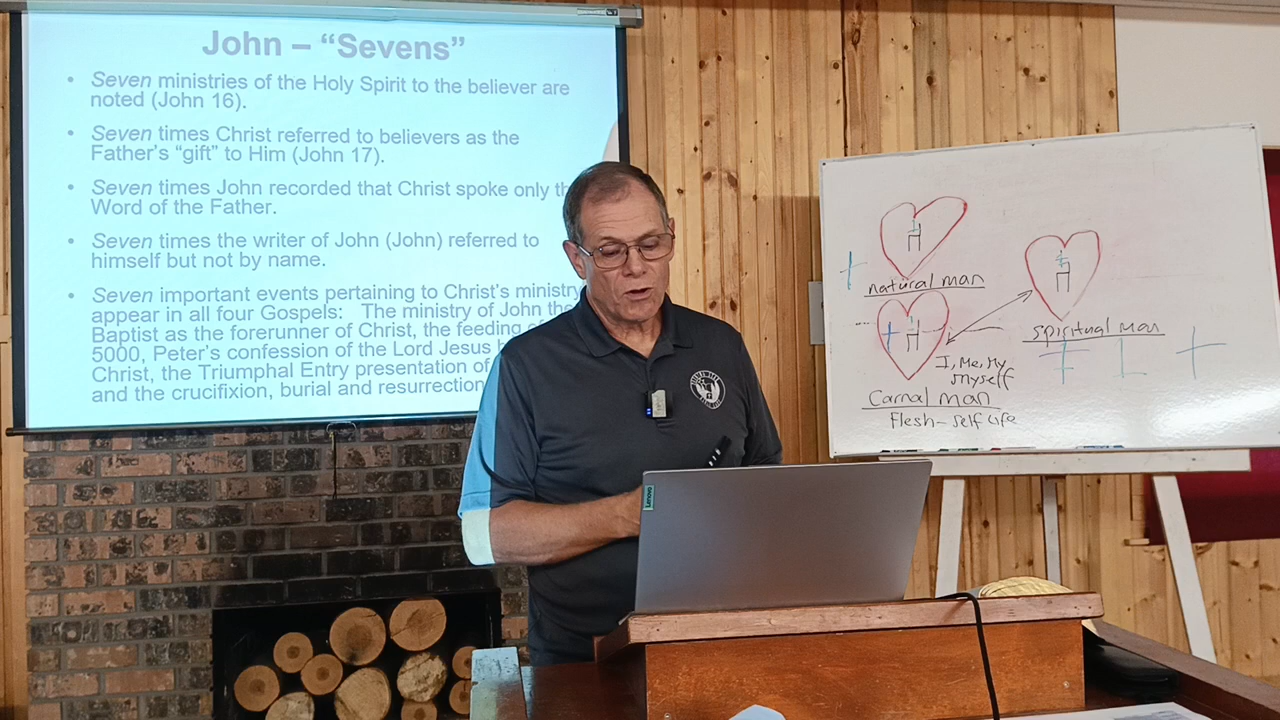 John – “Sevens”
• Seven ministries of the Holy Spirit to the believer are
noted (John 16).
• Seven times Christ referred to believers as the
Father’s “gift” to Him (John 17).
• Seven times John recorded that Christ spoke only
Word of the Father.
• Seven times the writer of John (John) referred to
himself but not by name.
• Seven important events pertaining to Christ’s ministry
appear in all four Gospels: The ministry of John the
Baptist as the forerunner of Christ, the feeding of
5000, Peter’s confession of the Lord Jesus
Christ, the Triumphal Entry presentation of
and the crucifixion, burial and resurrection
natural man
spiritual man
I, Me, My
Myself
Carnal man
Flesh - self life
Lenovo